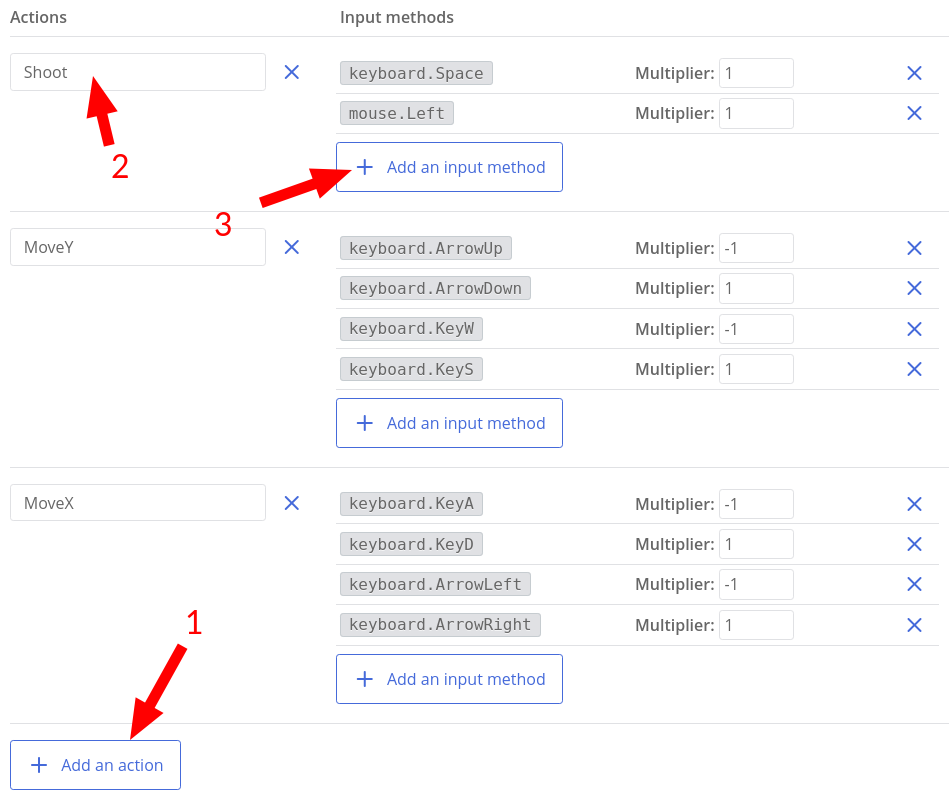 Actions Input methods
Shoot keyboard.Space Multiplier: 1
mouse.Left Multiplier: 1
2
Add an input method
3
MoveY keyboard.ArrowUp Multiplier: -1
keyboard.ArrowDown Multiplier: 1
keyboard.KeyW Multiplier: -1
keyboard.KeyS Multiplier: 1
Add an input method
MoveX keyboard.KeyA Multiplier: -1
keyboard.KeyD Multiplier: 1
keyboard.ArrowLeft Multiplier: -1
1
keyboard.ArrowRight Multiplier: 1
Add an input method
Add an action